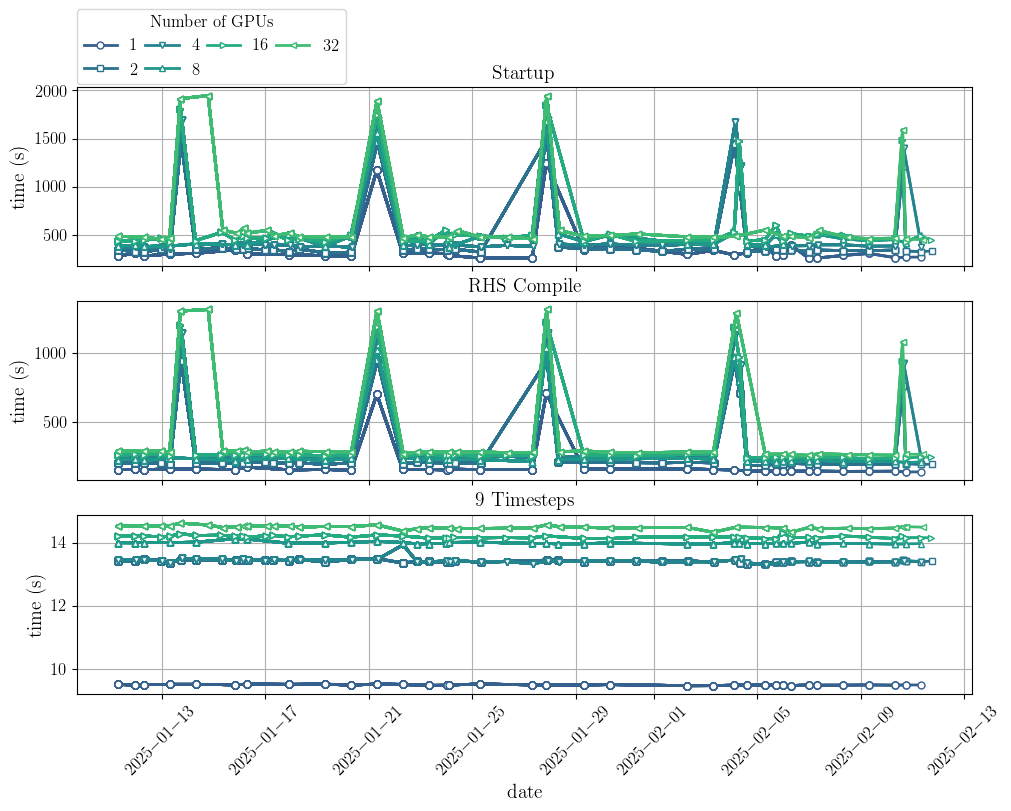 Number of GPUs
1 4 16 32
2 8
Startup
2000
1500
1000
500
time (s)
RHS Compile
1000
500
time (s)
9 Timesteps
14
12
10
time (s)
2025−01−13 2025−01−17 2025−01−21 2025−01−25 2025−01−29 2025−02−01 2025−02−05 2025−02−09 2025−02−13
date